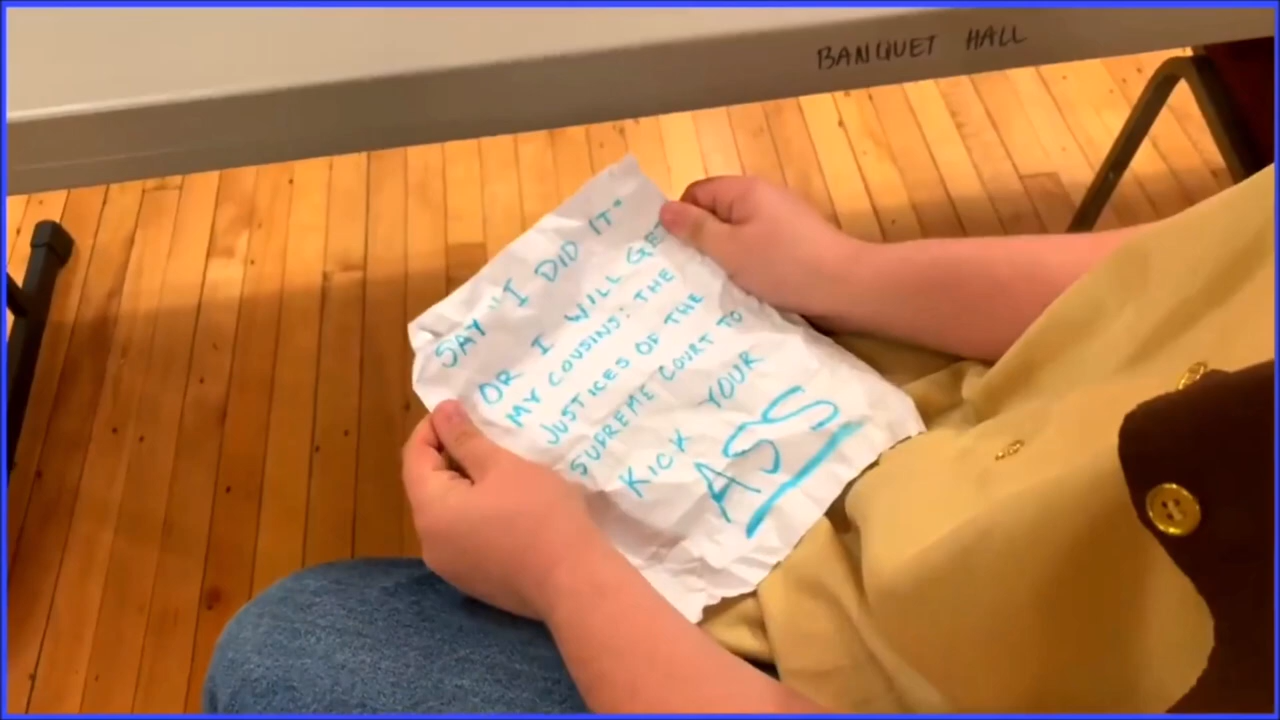 BANQUET HALL
SAY "I DID IT"
OR I WILL GET
MY COUSINS: THE
JUSTICES OF THE
SUPREME COURT TO
KICK YOUR
ASS